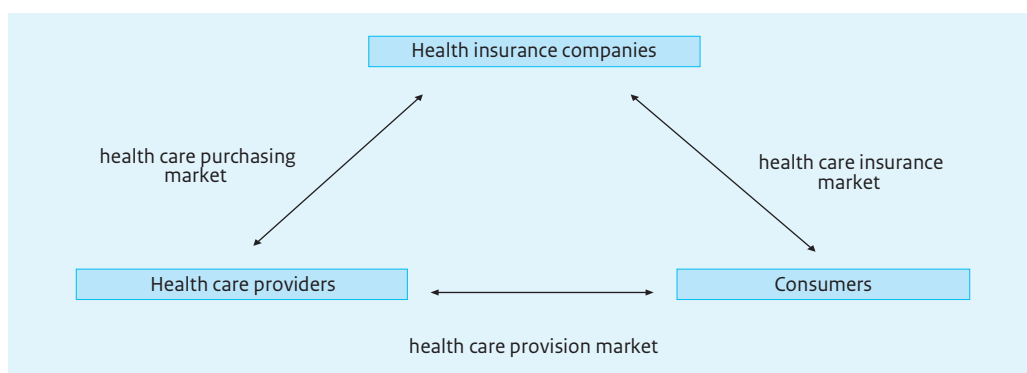 Health insurance companies
health care purchasing
market
health care insurance
market
Health care providers
Consumers
health care provision market